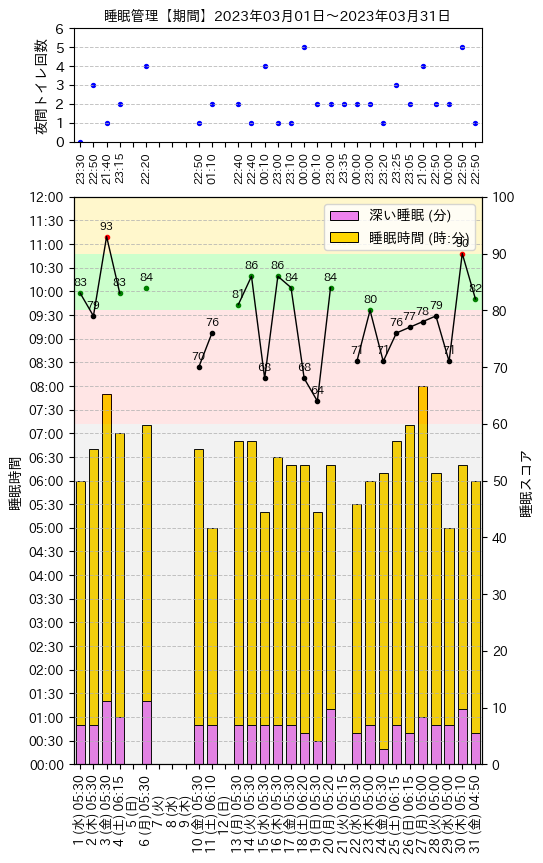 睡眠管理【期間】2023年03月01日～2023年03月31日
夜間トイレ回数
6
5
4
3
2
1
0
23:30 22:50 21:40 23:15 22:20 22:50 01:10 22:40 22:40 00:10 23:00 23:10 00:00 00:10 23:00 23:35 00:00 00:00 23:20 23:25 23:05 21:00 22:50 00:00 22:50 22:50
睡眠時間
12:00
11:30
11:00
10:30
10:00
09:30
09:00
08:30
08:00
07:30
07:00
06:30
06:00
05:30
05:00
04:30
04:00
03:30
03:00
02:30
02:00
01:30
01:00
00:30
00:00
深い睡眠 (分)
睡眠時間 (時:分)
83 79 93 83 84 70 76 81 86 68 86 84 68 64 84 71 80 71 76 77 78 79 71 90 82
睡眠スコア
100
90
80
70
60
50
40
30
20
10
0
1 (水) 05:30
2 (木) 05:30
3 (金) 05:30
4 (土) 06:15
5 (日)
6 (月) 05:30
7 (火)
8 (水)
9 (木)
10 (金) 05:30
11 (土) 06:10
12 (日)
13 (月) 05:30
14 (火) 05:30
15 (水) 05:30
16 (木) 05:30
17 (金) 05:30
18 (土) 06:20
19 (日) 05:30
20 (月) 05:20
21 (火) 05:15
22 (水) 05:30
23 (木) 05:00
24 (金) 05:30
25 (土) 06:15
26 (日) 06:15
27 (月) 05:00
28 (火) 05:00
29 (水) 05:00
30 (木) 05:10
31 (金) 04:50